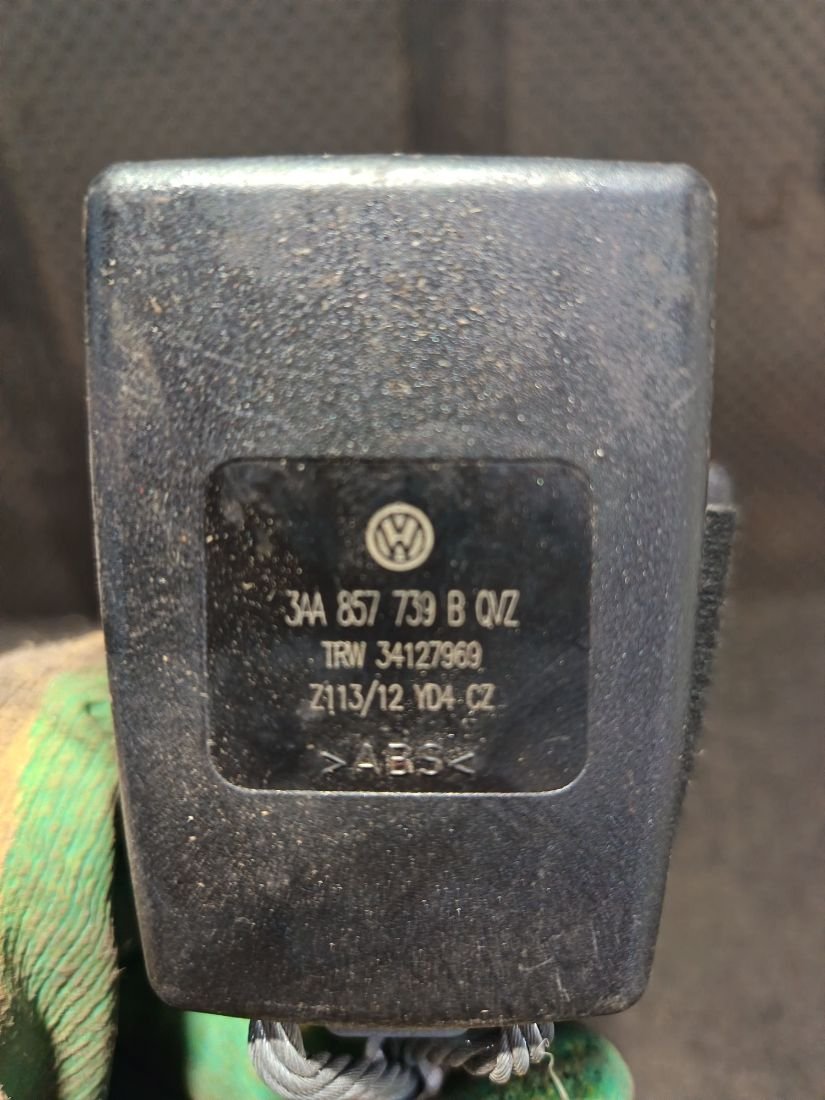 3AA 857 739 B QVZ
TRW 34127969
Z113/12 YD4 CZ
>ABS<